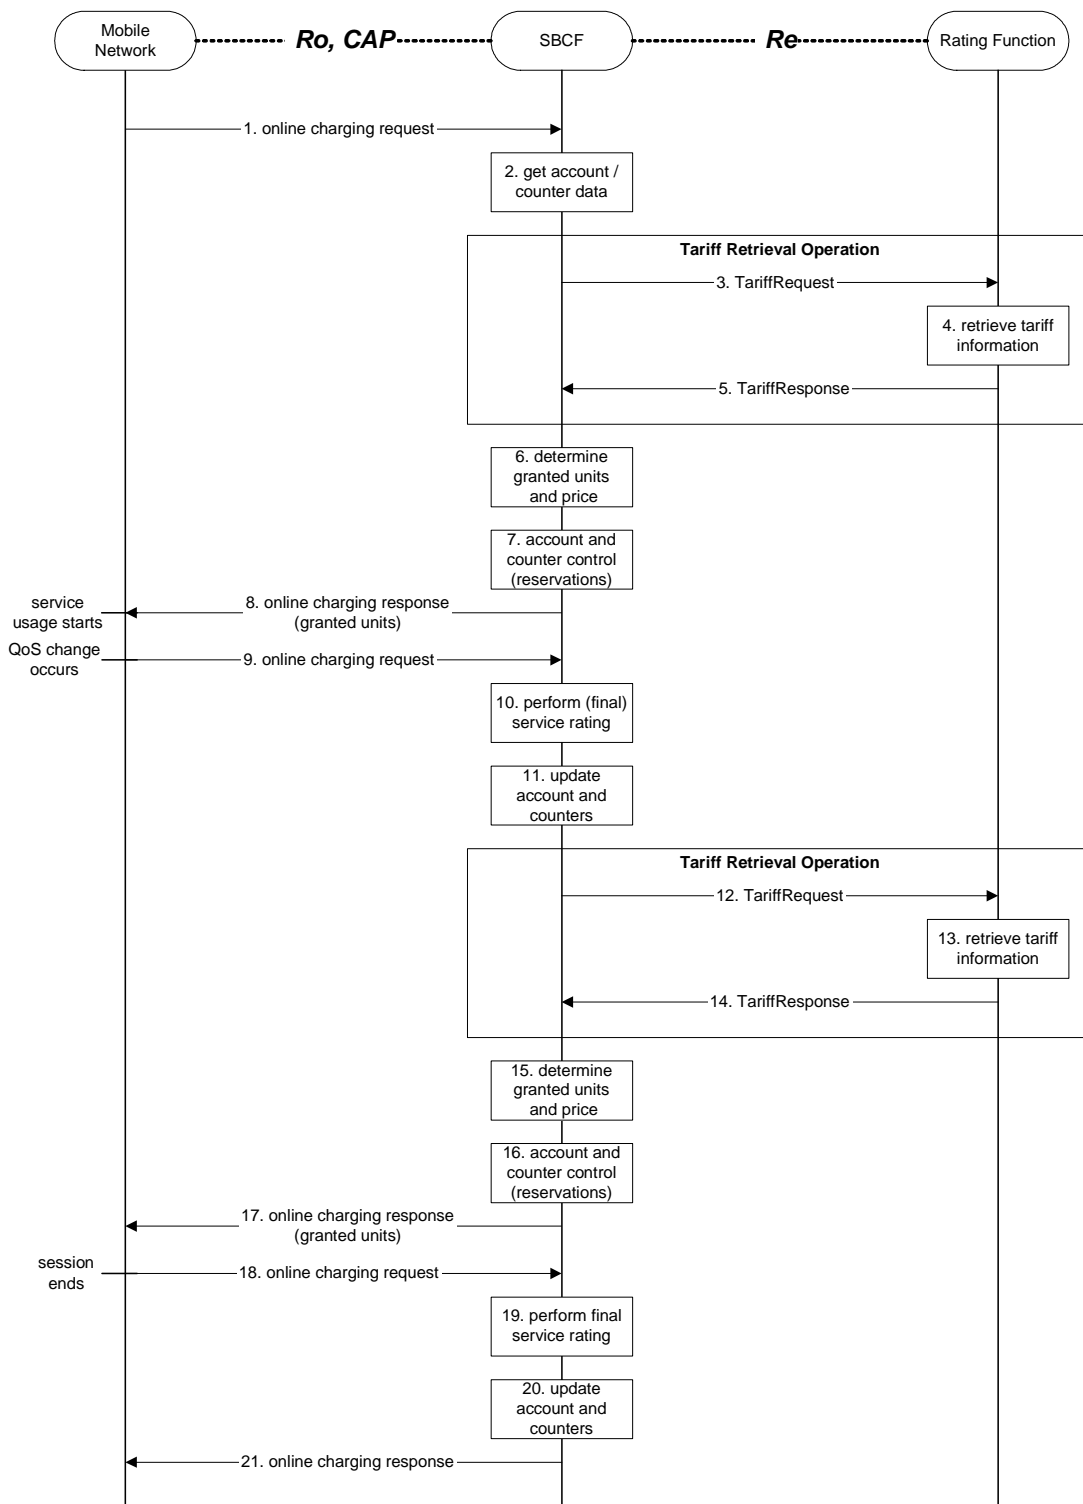 Mobile
Network
Ro, CAP
SBCF
Re
Rating Function
1. online charging request
2. get account /
counter data
Tariff Retrieval Operation
3. TariffRequest
4. retrieve tariff
information
5. TariffResponse
6. determine
granted units
and price
7. account and
counter control
(reservations)
service
usage starts
8. online charging response
(granted units)
QoS change
occurs
9. online charging request
10. perform (final)
service rating
11. update
account and
counters
Tariff Retrieval Operation
12. TariffRequest
13. retrieve tariff
information
14. TariffResponse
15. determine
granted units
and price
16. account and
counter control
(reservations)
17. online charging response
(granted units)
session
ends
18. online charging request
19. perform final
service rating
20. update
account and
counters
21. online charging response